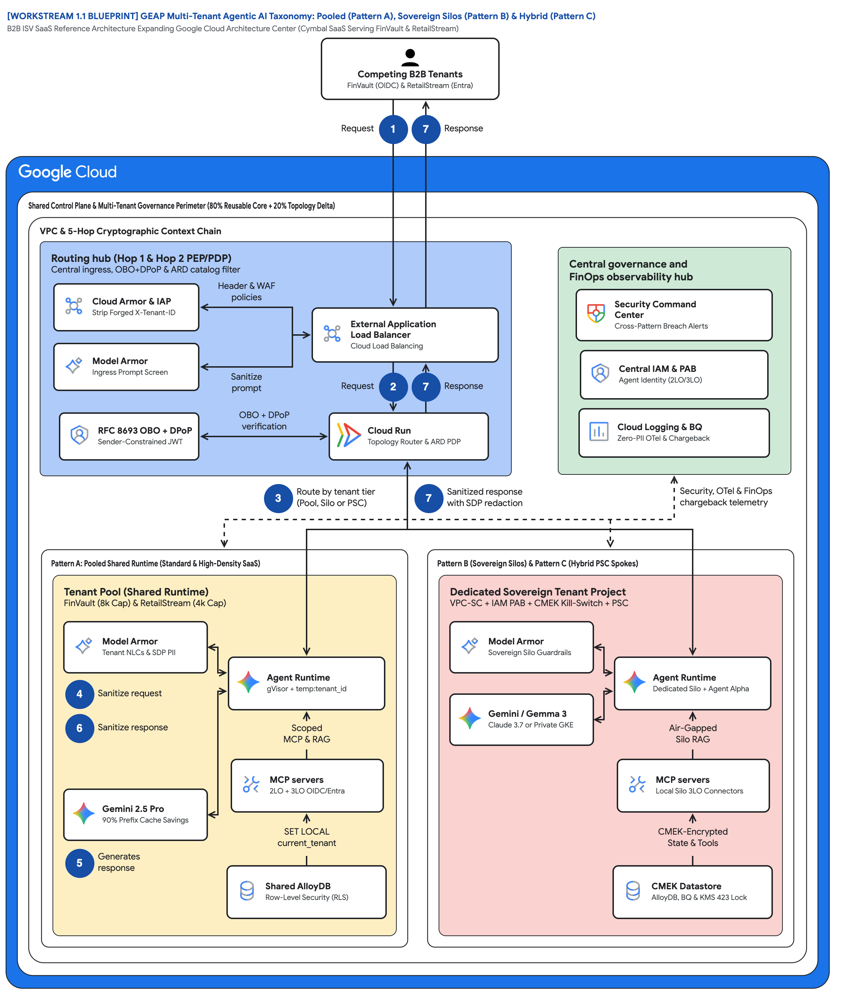 [WORKSTREAM 1.1 BLUEPRINT] GEAP Multi-Tenant Agentic AI Taxonomy: Pooled (Pattern A), Sovereign Silos (Pattern B) & Hybrid (Pattern C)
B2B ISV SaaS Reference Architecture Expanding Google Cloud Architecture Center (Cymbal SaaS Serving FinVault & RetailStream)
Competing B2B Tenants
FinVault (OIDC) & RetailStream (Entra)
Request
1
7
Response
Google Cloud
Shared Control Plane & Multi-Tenant Governance Perimeter (80% Reusable Core + 20% Topology Delta)
VPC & 5-Hop Cryptographic Context Chain
Routing hub (Hop 1 & Hop 2 PEP/PDP)
Central ingress, OBO+DPoP & ARD catalog filter
Cloud Armor & IAP
Strip Forged X-Tenant-ID
Header & WAF
policies
Model Armor
Ingress Prompt Screen
Sanitize
prompt
External Application
Load Balancer
Cloud Load Balancing
Request
2
7
Response
RFC 8693 OBO + DPoP
Sender-Constrained JWT
OBO + DPoP
verification
Cloud Run
Topology Router & ARD PDP
Central governance and
FinOps observability hub
Security Command
Center
Cross-Pattern Breach Alerts
Central IAM & PAB
Agent Identity (2LO/3LO)
Cloud Logging & BQ
Zero-PII OTel & Chargeback
3
Route by tenant tier
(Pool, Silo or PSC)
7
Sanitized response
with SDP redaction
Security, OTel & FinOps
chargeback telemetry
Pattern A: Pooled Shared Runtime (Standard & High-Density SaaS)
Tenant Pool (Shared Runtime)
FinVault (8k Cap) & RetailStream (4k Cap)
Model Armor
Tenant NLCs & SDP PII
4
Sanitize request
6
Sanitize response
Agent Runtime
gVisor + temp:tenant_id
Scoped
MCP & RAG
MCP servers
2LO + 3LO OIDC/Entra
Gemini 2.5 Pro
90% Prefix Cache Savings
5
Generates
response
SET LOCAL
current_tenant
Shared AlloyDB
Row-Level Security (RLS)
Pattern B (Sovereign Silos) & Pattern C (Hybrid PSC Spokes)
Dedicated Sovereign Tenant Project
VPC-SC + IAM PAB + CMEK Kill-Switch + PSC
Model Armor
Sovereign Silo Guardrails
Agent Runtime
Dedicated Silo + Agent Alpha
Gemini / Gemma 3
Claude 3.7 or Private GKE
Air-Gapped
Silo RAG
MCP servers
Local Silo 3LO Connectors
CMEK-Encrypted
State & Tools
CMEK Datastore
AlloyDB, BQ & KMS 423 Lock